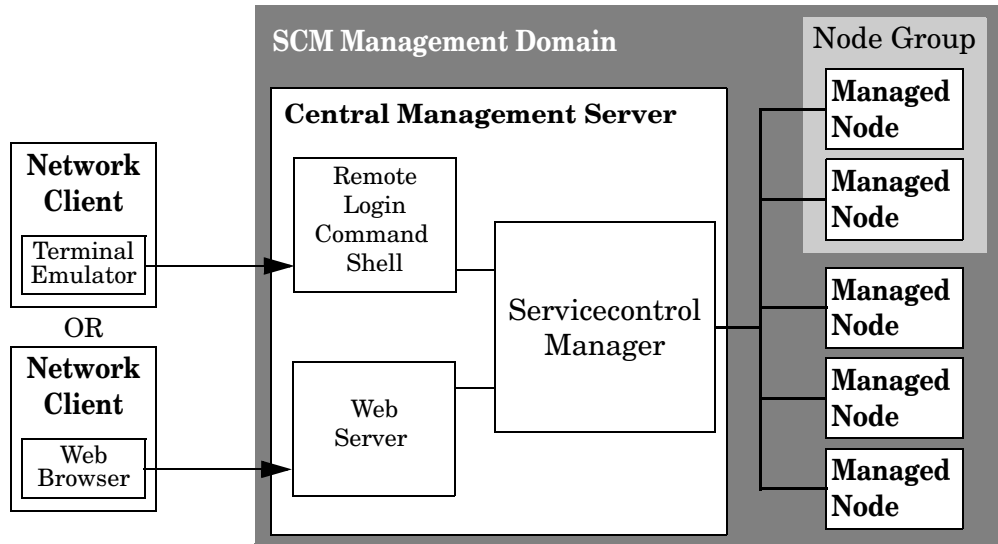 SCM Management Domain
Node Group
Managed
Node
Managed
Node
Central Management Server
Network
Client
Terminal
Emulator
OR
Network
Client
Web
Browser
Remote
Login
Command
Shell
Web
Server
Servicecontrol
Manager
Managed
Node
Managed
Node
Managed
Node